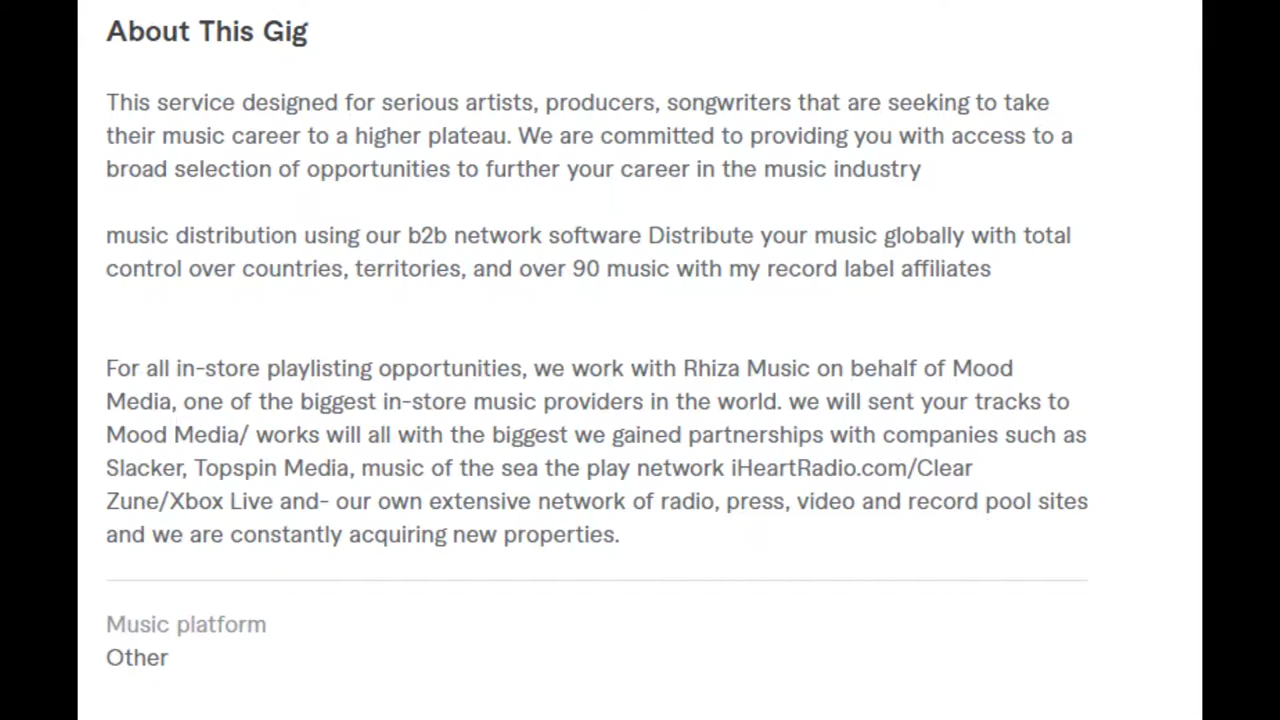 About This Gig
This service designed for serious artists, producers, songwriters that are seeking to take
their music career to a higher plateau. We are committed to providing you with access to a
broad selection of opportunities to further your career in the music industry
music distribution using our b2b network software Distribute your music globally with total
control over countries, territories, and over 90 music with my record label affiliates
For all in-store playlisting opportunities, we work with Rhiza Music on behalf of Mood
Media, one of the biggest in-store music providers in the world. we will sent your tracks to
Mood Media/ works will all with the biggest we gained partnerships with companies such as
Slacker, Topspin Media, music of the sea the play network iHeartRadio.com/Clear
Zune/Xbox Live and- our own extensive network of radio, press, video and record pool sites
and we are constantly acquiring new properties.
Music platform
Other